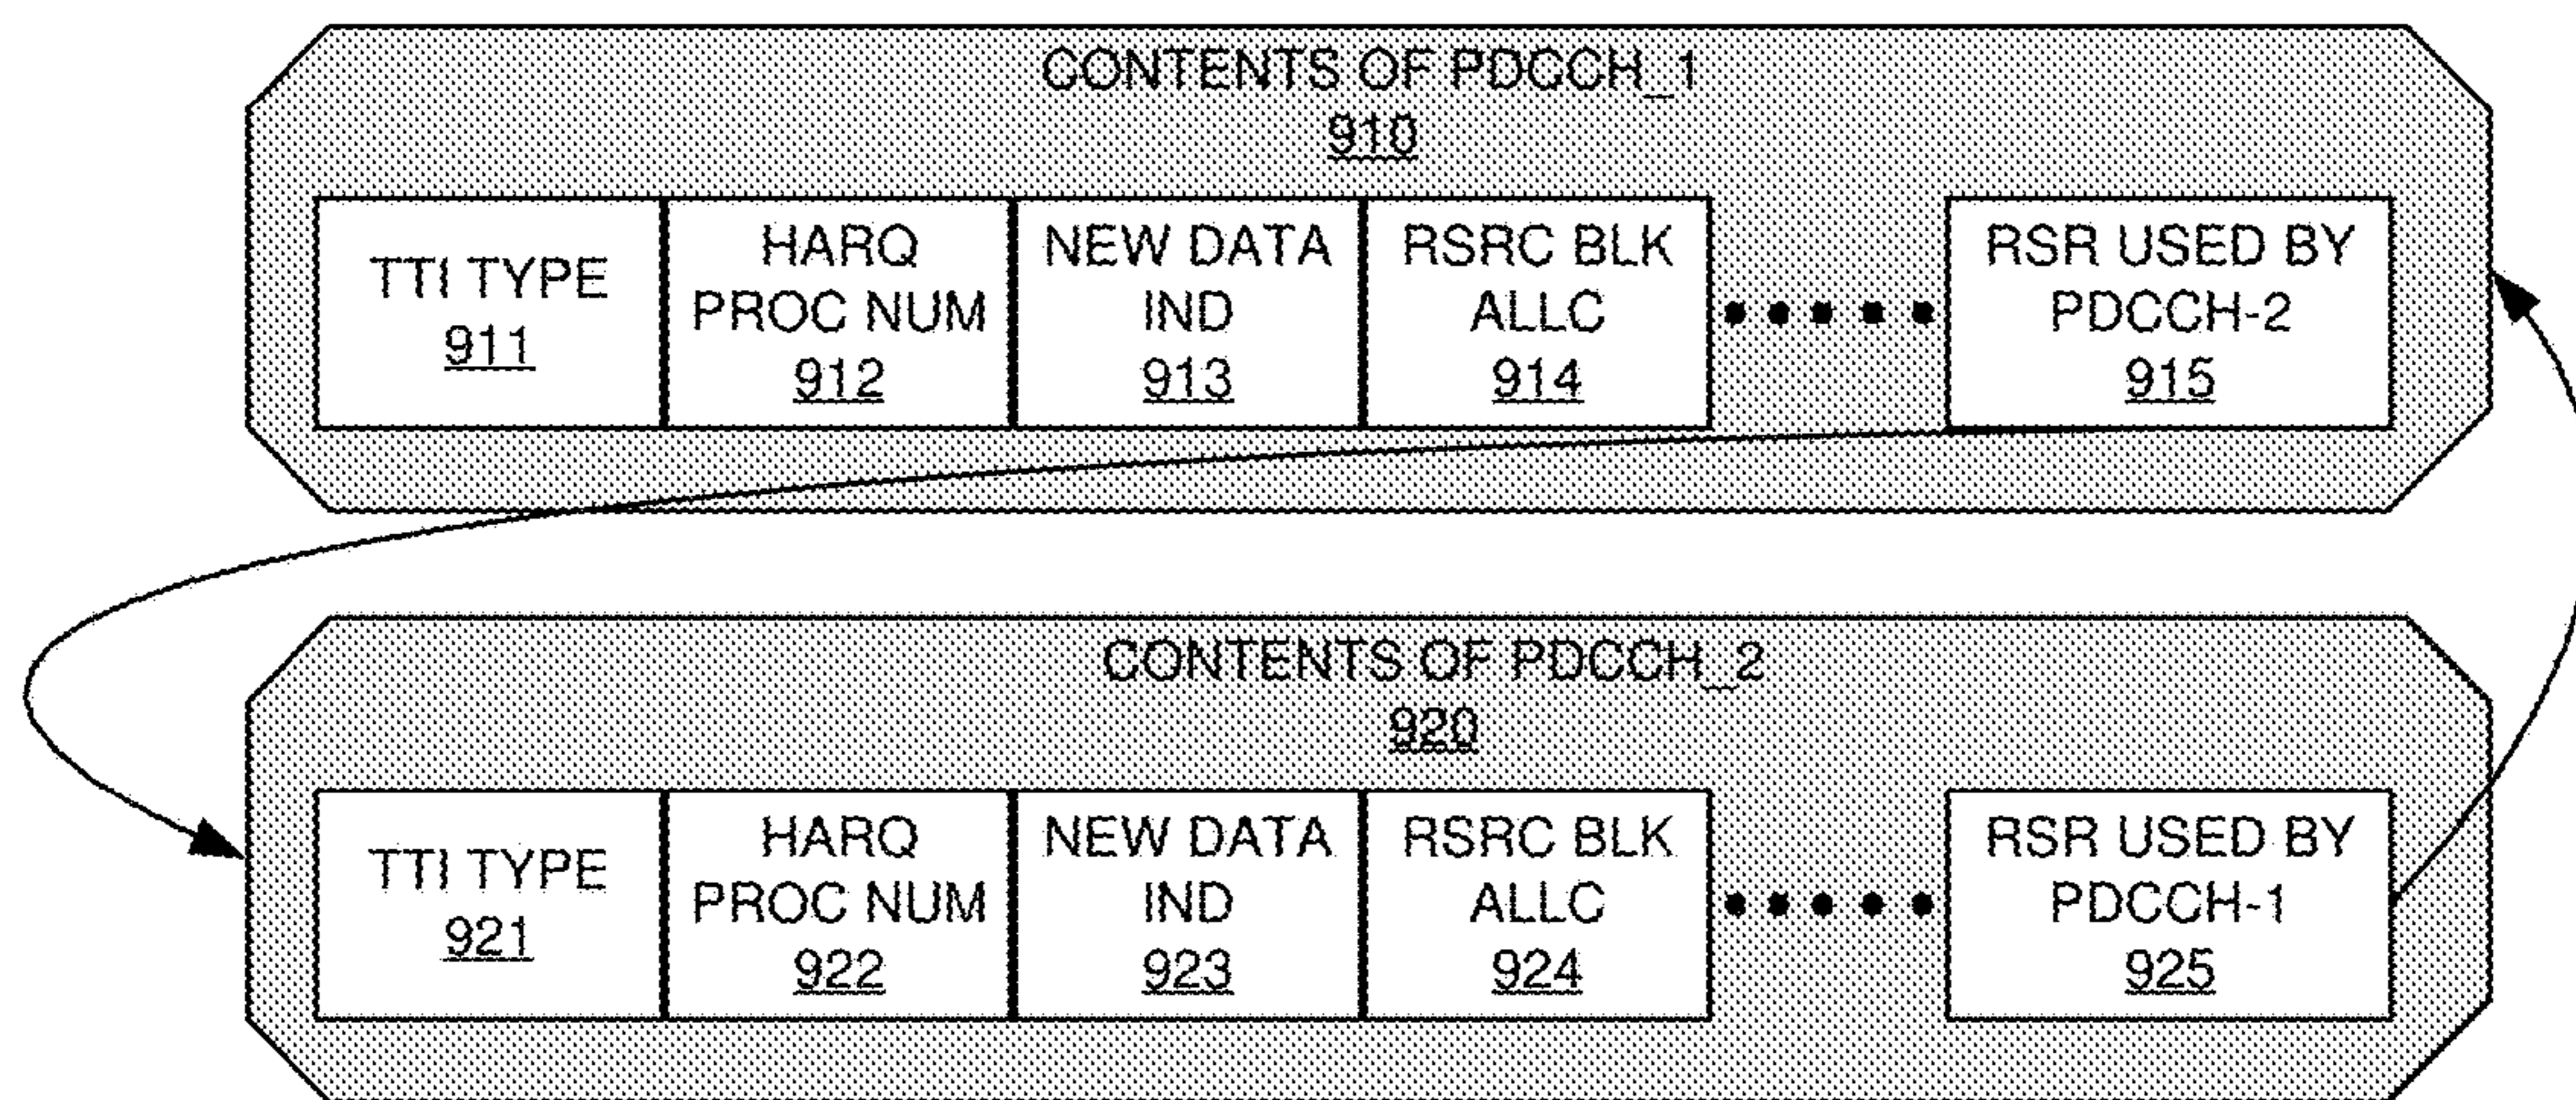 CONTENTS OF PDCCH_1
910
TTI TYPE
911
HARQ
PROC NUM
912
NEW DATA
IND
913
RSRC BLK
ALLC
914
RSR USED BY
PDCCH-2
915
CONTENTS OF PDCCH_2
920
TTI TYPE
921
HARQ
PROC NUM
922
NEW DATA
IND
923
RSRC BLK
ALLC
924
RSR USED BY
PDCCH-1
925